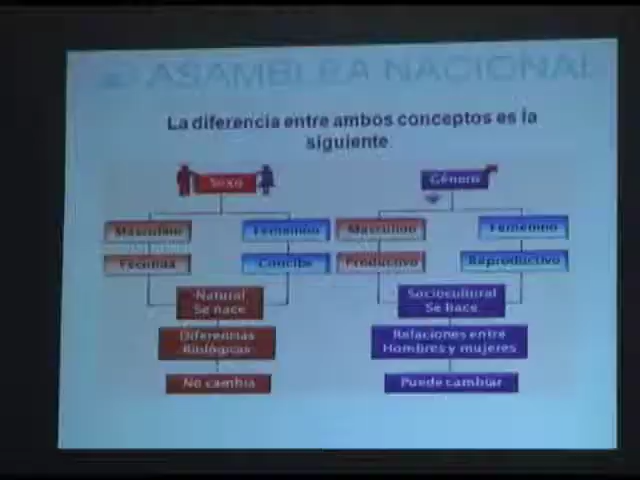 ASAMBLEA NACIONAL
La diferencia entre ambos conceptos es la
siguiente
Sexo
Género
Masculino
Femenino
Masculino
Femenino
Fecunda
Concibe
Productivo
Reproductivo
Natural
Se nace
Sociocultural
Se hace
Diferencias
Biológicas
Relaciones entre
Hombres y mujeres
No cambia
Puede cambiar